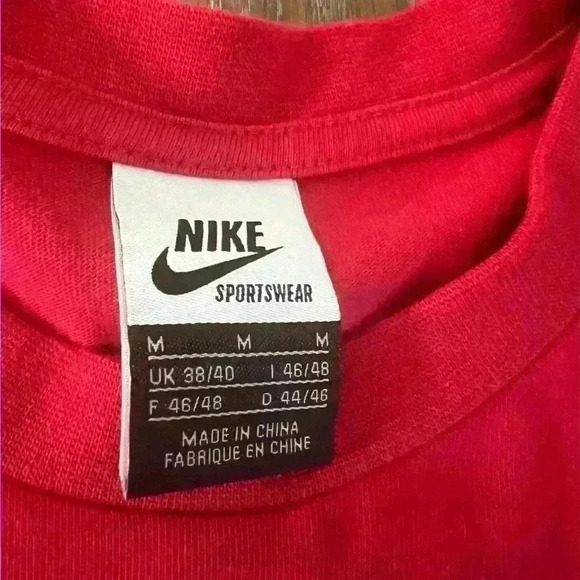 NIKE
SPORTSWEAR
M M M
UK 38/40 I 46/48
F 46/48 D 44/46
MADE IN CHINA
FABRIQUE EN CHINE